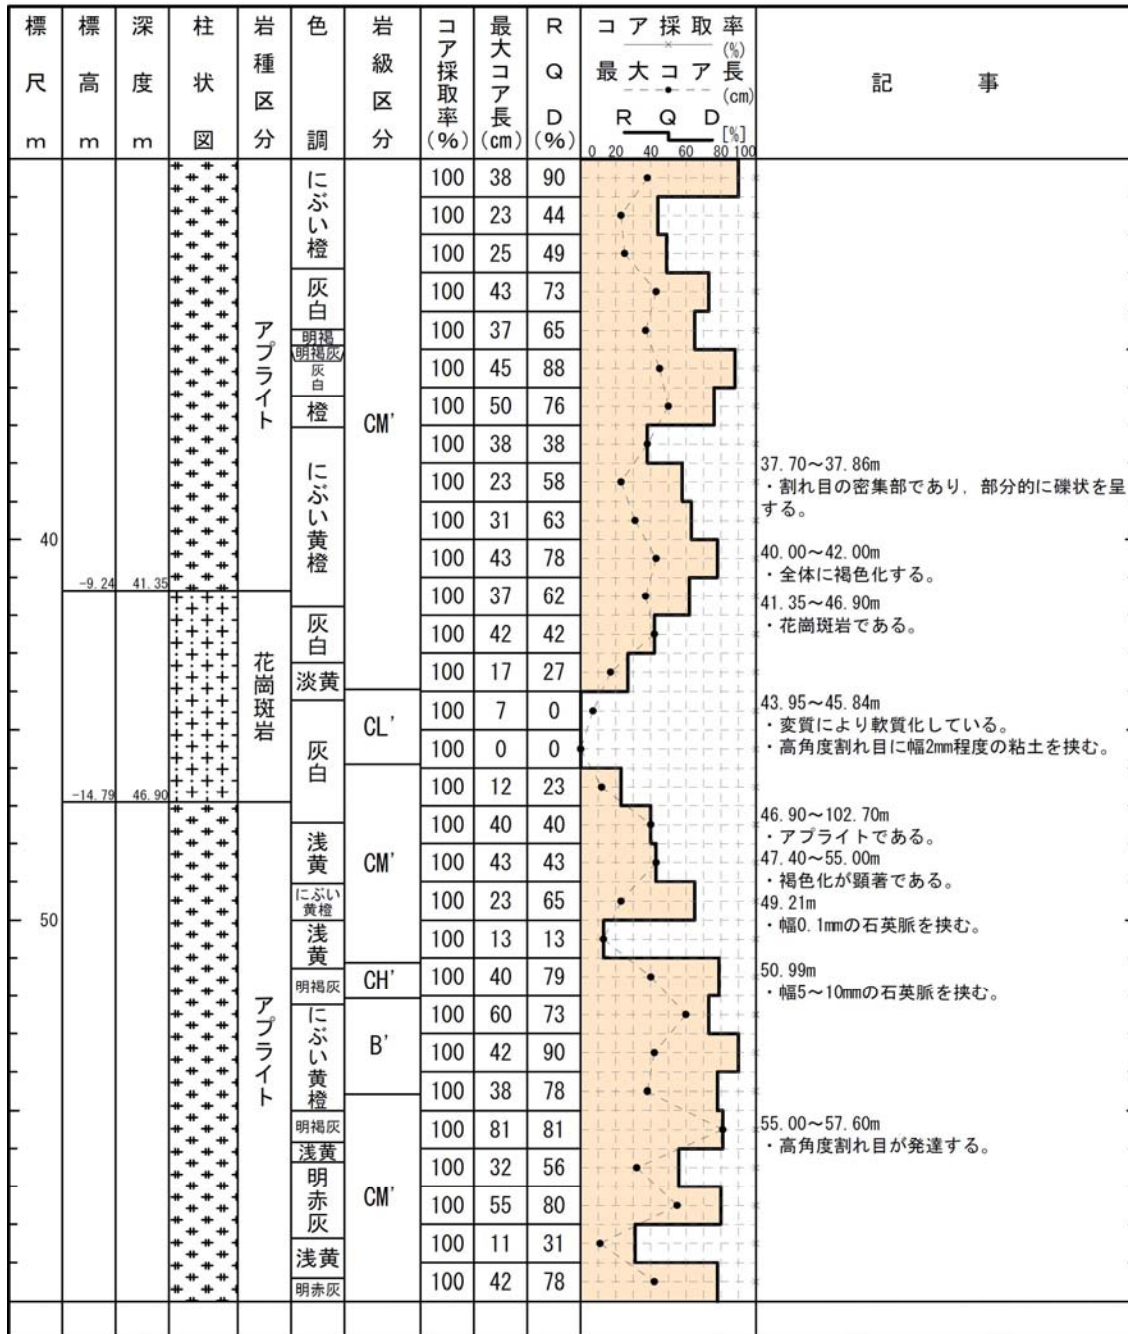 標尺m
標高m
深度m
柱状図
岩種区分
色調
岩級区分
コア採取率(%)
最大コア長(cm)
RQD(%)
コア採取率(%)
最大コア長(cm)
RQD[%]
0 20 40 60 80 100
記事
40
50
-9.24 41.35
-14.79 46.90
アプライト
花崗斑岩
アプライト
にぶい橙
灰白
明褐
明褐灰
灰白
橙
にぶい黄橙
灰白
淡黄
灰白
浅黄
にぶい黄橙
浅黄
明褐灰
にぶい黄橙
明褐灰
浅黄
明赤灰
浅黄
明赤灰
CM'
CL'
CM'
CH'
B'
CM'
100 38 90
100 23 44
100 25 49
100 43 73
100 37 65
100 45 88
100 50 76
100 38 38
100 23 58
100 31 63
100 43 78
100 37 62
100 42 42
100 17 27
100 7 0
100 0 0
100 12 23
100 40 40
100 43 43
100 23 65
100 13 13
100 40 79
100 60 73
100 42 90
100 38 78
100 81 81
100 32 56
100 55 80
100 11 31
100 42 78
37.70～37.86m
・割れ目の密集部であり，部分的に礫状を呈
する。
40.00～42.00m
・全体に褐色化する。
41.35～46.90m
・花崗斑岩である。
43.95～45.84m
・変質により軟質化している。
・高角度割れ目に幅2mm程度の粘土を挟む。
46.90～102.70m
・アプライトである。
47.40～55.00m
・褐色化が顕著である。
49.21m
・幅0.1mmの石英脈を挟む。
50.99m
・幅5～10mmの石英脈を挟む。
55.00～57.60m
・高角度割れ目が発達する。